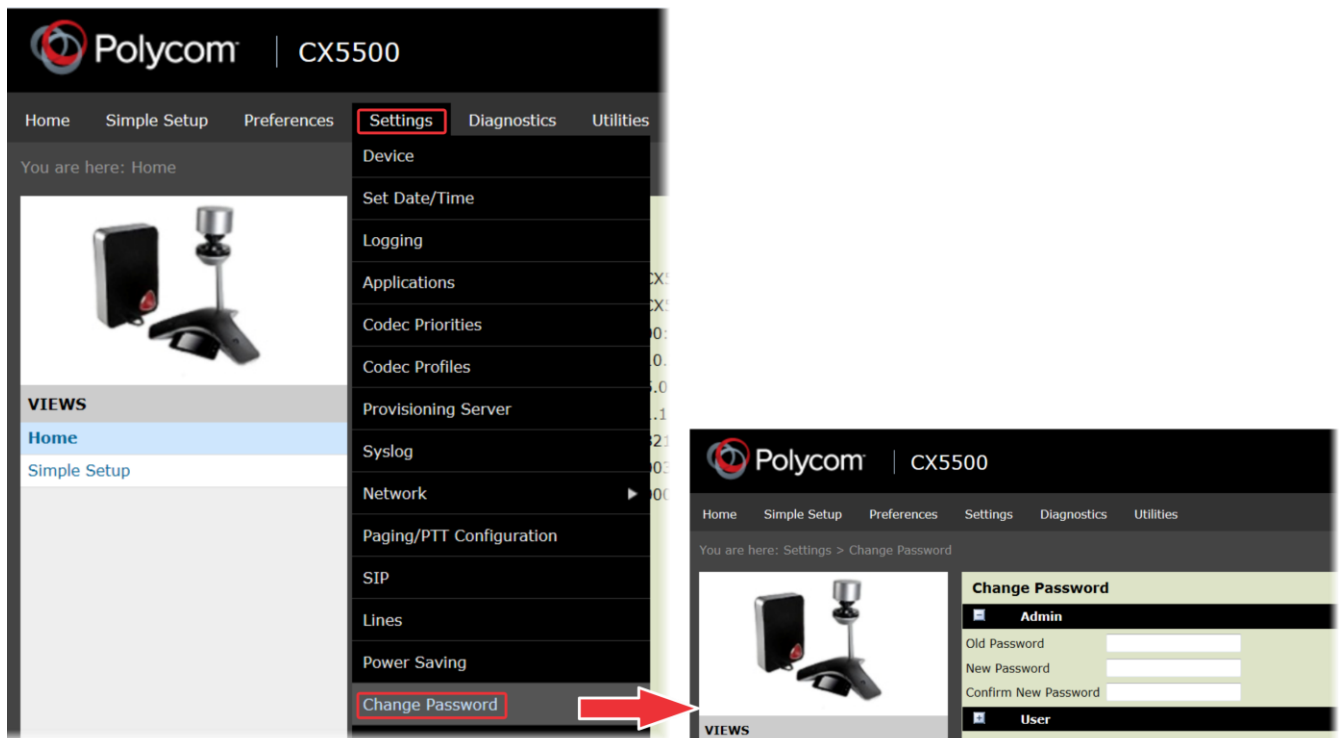 Polycom | CX5500
Home Simple Setup Preferences Settings Diagnostics Utilities
You are here: Home
Device
Set Date/Time
Logging
Applications
Codec Priorities
Codec Profiles
Provisioning Server
Syslog
Network
Paging/PTT Configuration
SIP
Lines
Power Saving
Change Password
VIEWS
Home
Simple Setup
Polycom | CX5500
Home Simple Setup Preferences Settings Diagnostics Utilities
You are here: Settings > Change Password
VIEWS
Change Password
Admin
Old Password
New Password
Confirm New Password
User